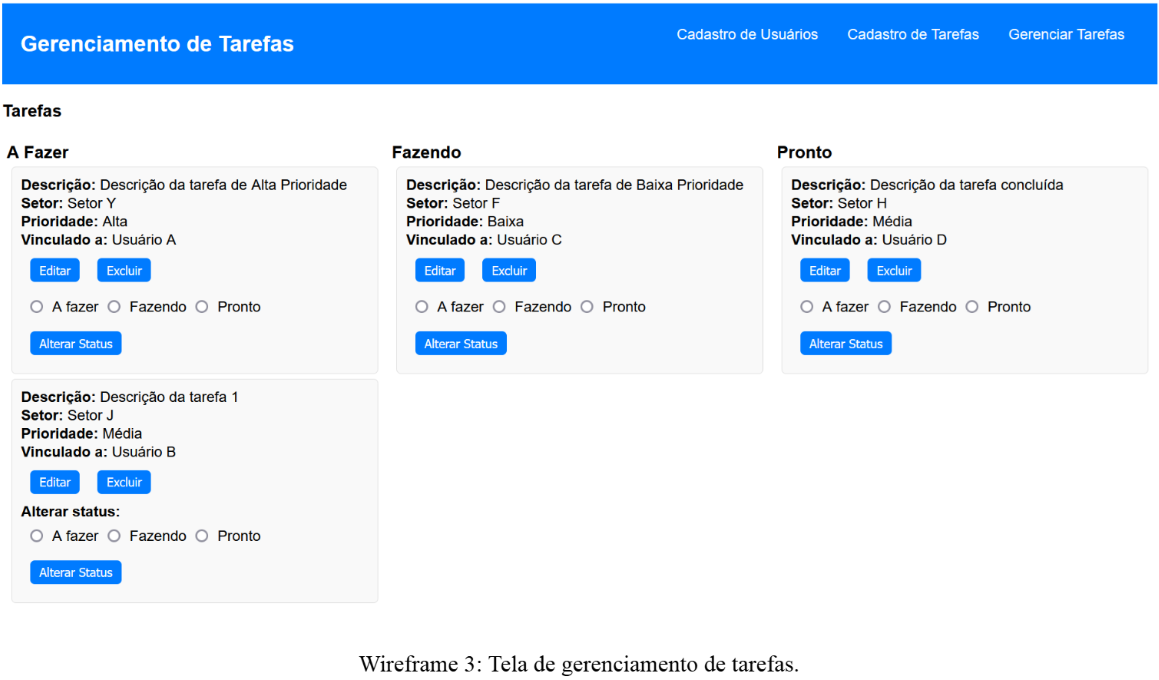 Gerenciamento de Tarefas
Cadastro de Usuários
Cadastro de Tarefas
Gerenciar Tarefas
Tarefas
A Fazer
Descrição: Descrição da tarefa de Alta Prioridade
Setor: Setor Y
Prioridade: Alta
Vinculado a: Usuário A
Editar Excluir
A fazer Fazendo Pronto
Alterar Status
Descrição: Descrição da tarefa 1
Setor: Setor J
Prioridade: Média
Vinculado a: Usuário B
Editar Excluir
Alterar status:
A fazer Fazendo Pronto
Alterar Status
Fazendo
Descrição: Descrição da tarefa de Baixa Prioridade
Setor: Setor F
Prioridade: Baixa
Vinculado a: Usuário C
Editar Excluir
A fazer Fazendo Pronto
Alterar Status
Pronto
Descrição: Descrição da tarefa concluída
Setor: Setor H
Prioridade: Média
Vinculado a: Usuário D
Editar Excluir
A fazer Fazendo Pronto
Alterar Status
Wireframe 3: Tela de gerenciamento de tarefas.